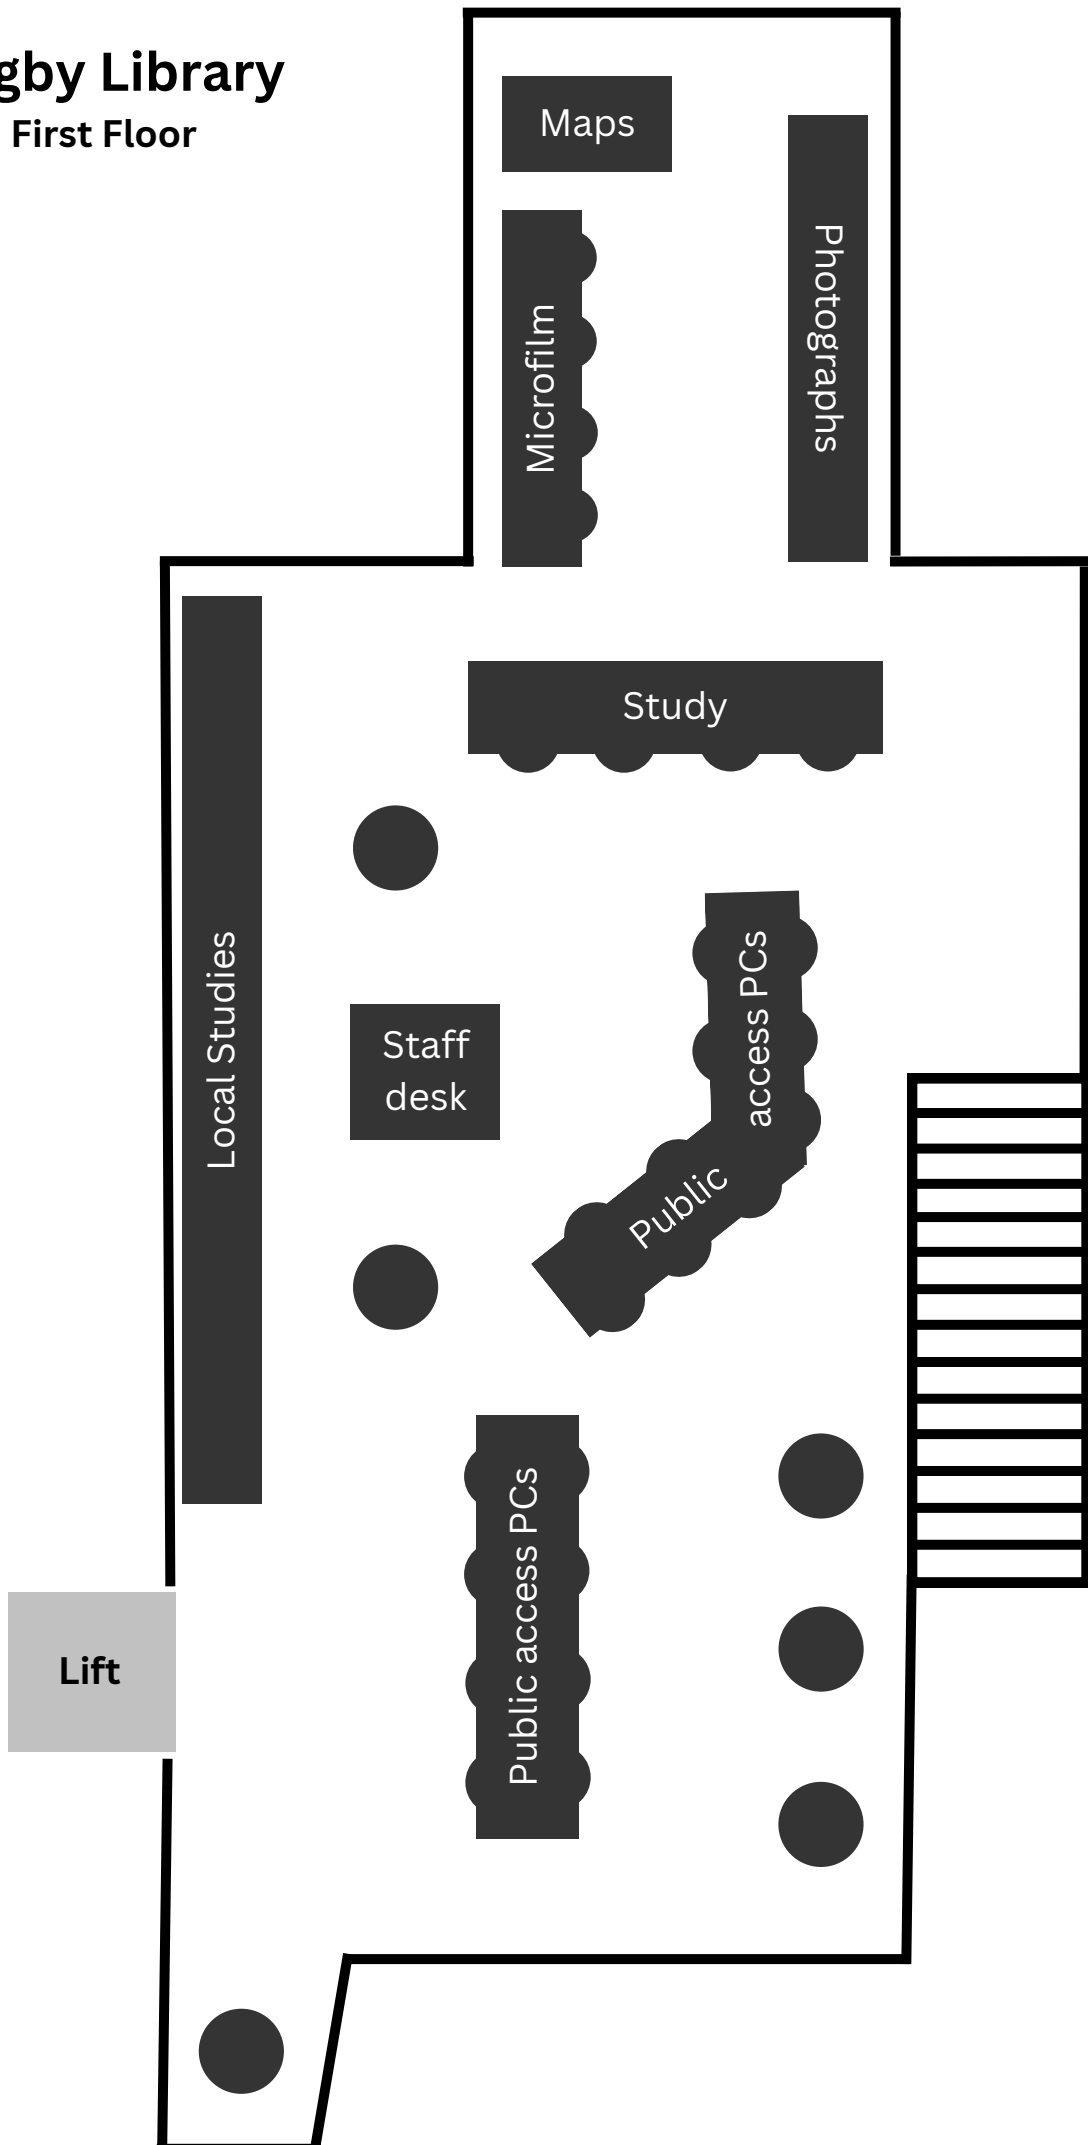 gby Library
First Floor
Maps
Photographs
Microfilm
Study
Local Studies
access PCs
Staff
desk
Public
Public access PCs
Lift